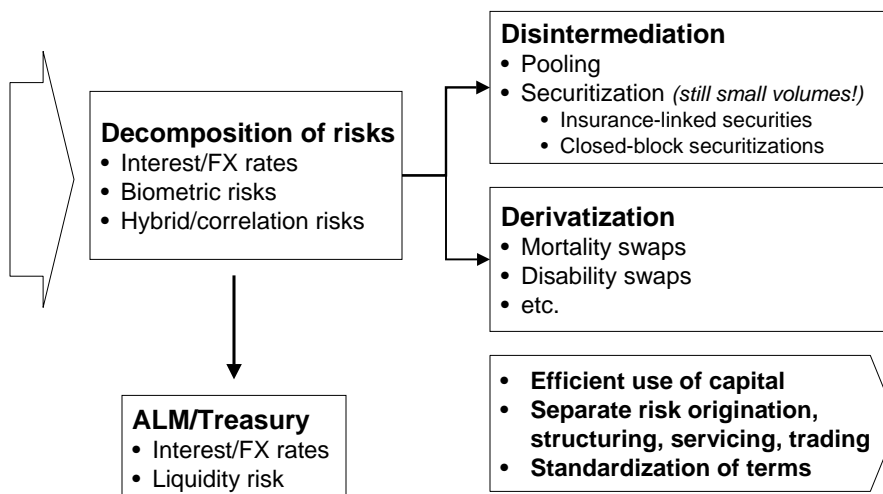 Decomposition of risks
• Interest/FX rates
• Biometric risks
• Hybrid/correlation risks
Disintermediation
• Pooling
• Securitization (still small volumes!)
• Insurance-linked securities
• Closed-block securitizations
Derivatization
• Mortality swaps
• Disability swaps
• etc.
ALM/Treasury
• Interest/FX rates
• Liquidity risk
• Efficient use of capital
• Separate risk origination,
structuring, servicing, trading
• Standardization of terms